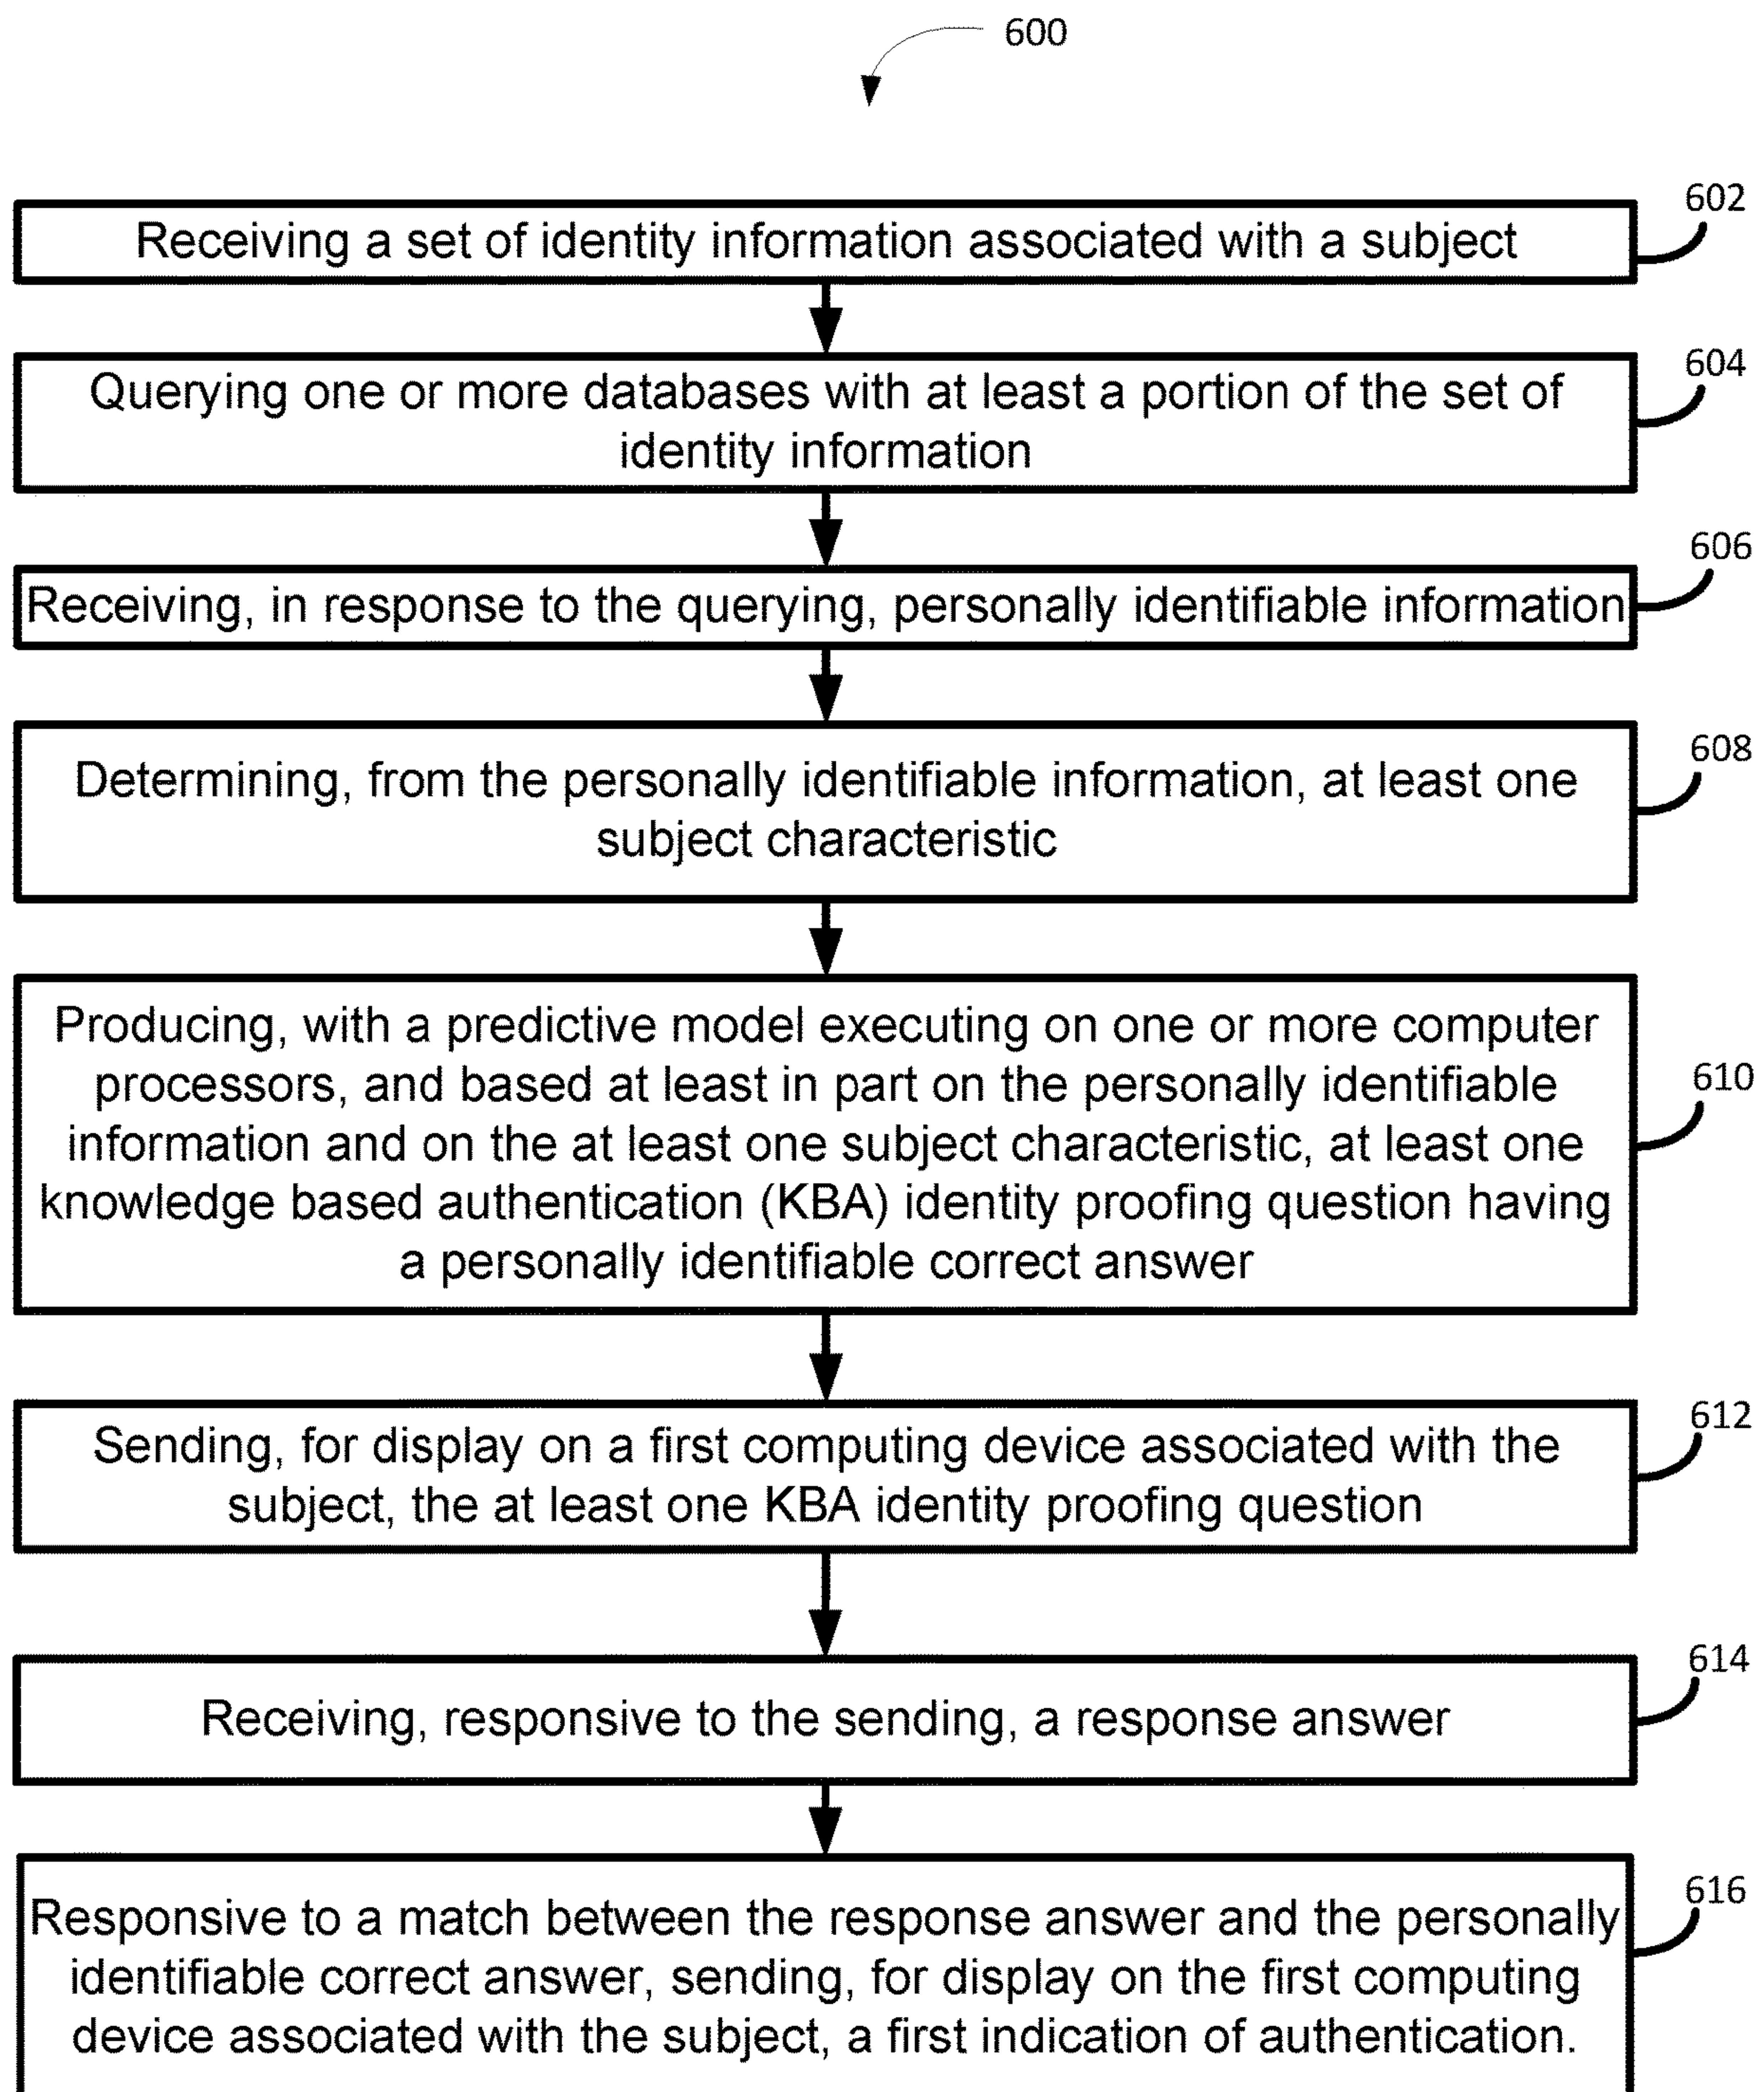 600
602
Receiving a set of identity information associated with a subject
604
Querying one or more databases with at least a portion of the set of
identity information
606
Receiving, in response to the querying, personally identifiable information
608
Determining, from the personally identifiable information, at least one
subject characteristic
Producing, with a predictive model executing on one or more computer
processors, and based at least in part on the personally identifiable
610
information and on the at least one subject characteristic, at least one
knowledge based authentication (KBA) identity proofing question having
a personally identifiable correct answer
612
Sending, for display on a first computing device associated with the
subject, the at least one KBA identity proofing question
614
Receiving, responsive to the sending, a response answer
616
Responsive to a match between the response answer and the personally
identifiable correct answer, sending, for display on the first computing
device associated with the subject, a first indication of authentication.